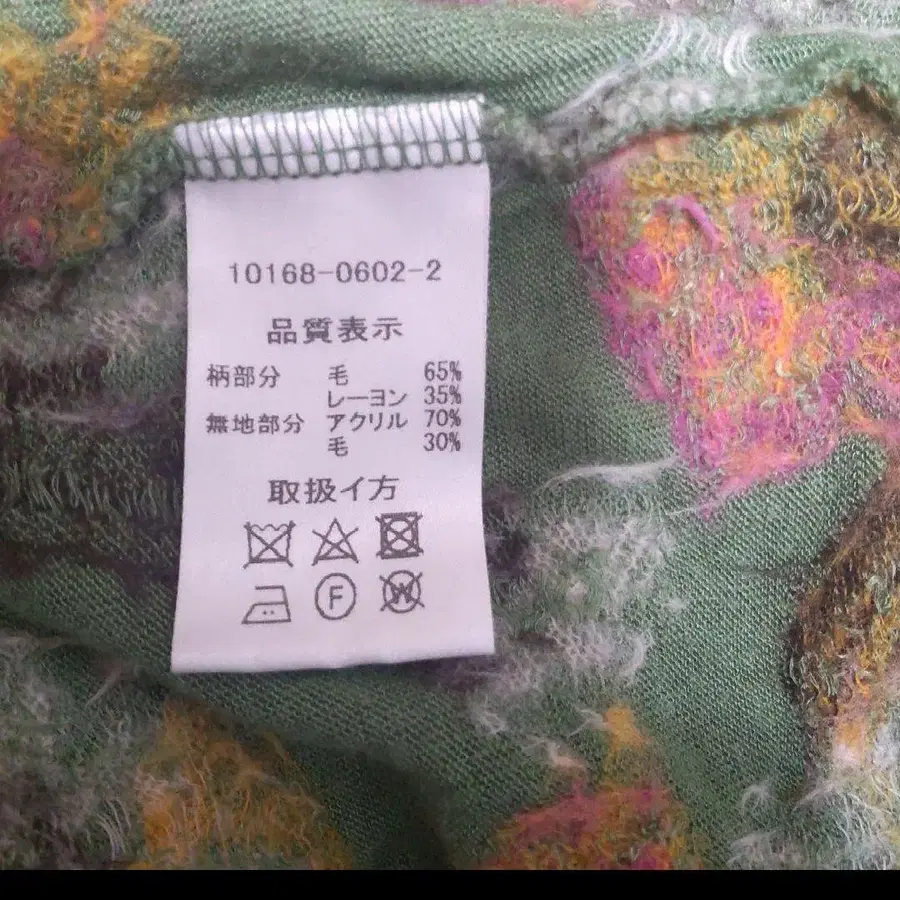 10168-0602-2
品質表示
柄部分 毛 65%
レーヨン 35%
無地部分 アクリル 70%
毛 30%
取扱イ方
F
W